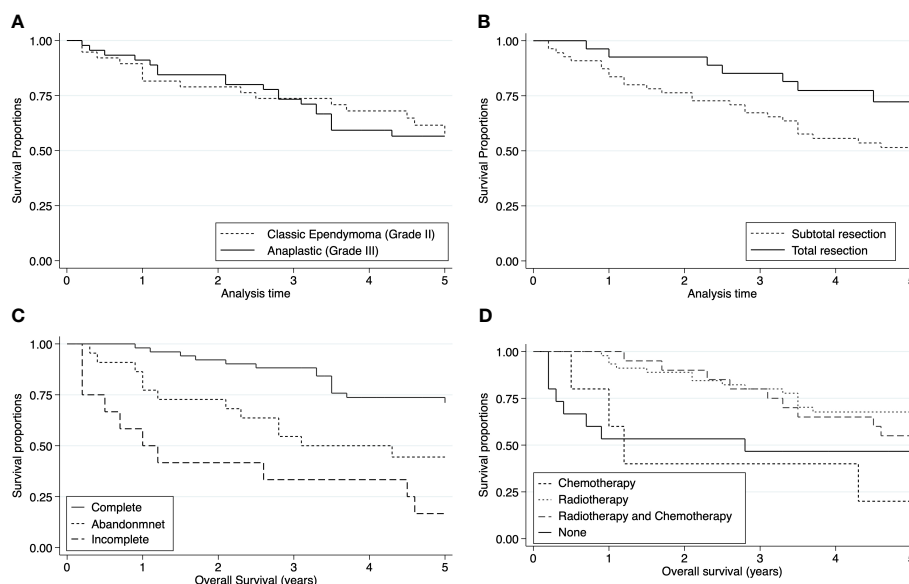 A
1.00
0.75
0.50
0.25
0.00
Survival Proportions
Classic Ependymoma (Grade II)
Anaplastic (Grade III)
0 1 2 3 4 5
Analysis time
B
1.00
0.75
0.50
0.25
0.00
Survival Proportions
Subtotal resection
Total resection
0 1 2 3 4
Analysis time
C
1.00
0.75
0.50
0.25
0.00
Survival proportions
Complete
Abandonmnet
Incomplete
0 1 2 3 4 5
Overall Survival (years)
D
1.00
0.75
0.50
0.25
0.00
Survival proportions
Chemotherapy
Radiotherapy
Radiotherapy and Chemotherapy
None
0 1 2 3 4
Overall survival (years)